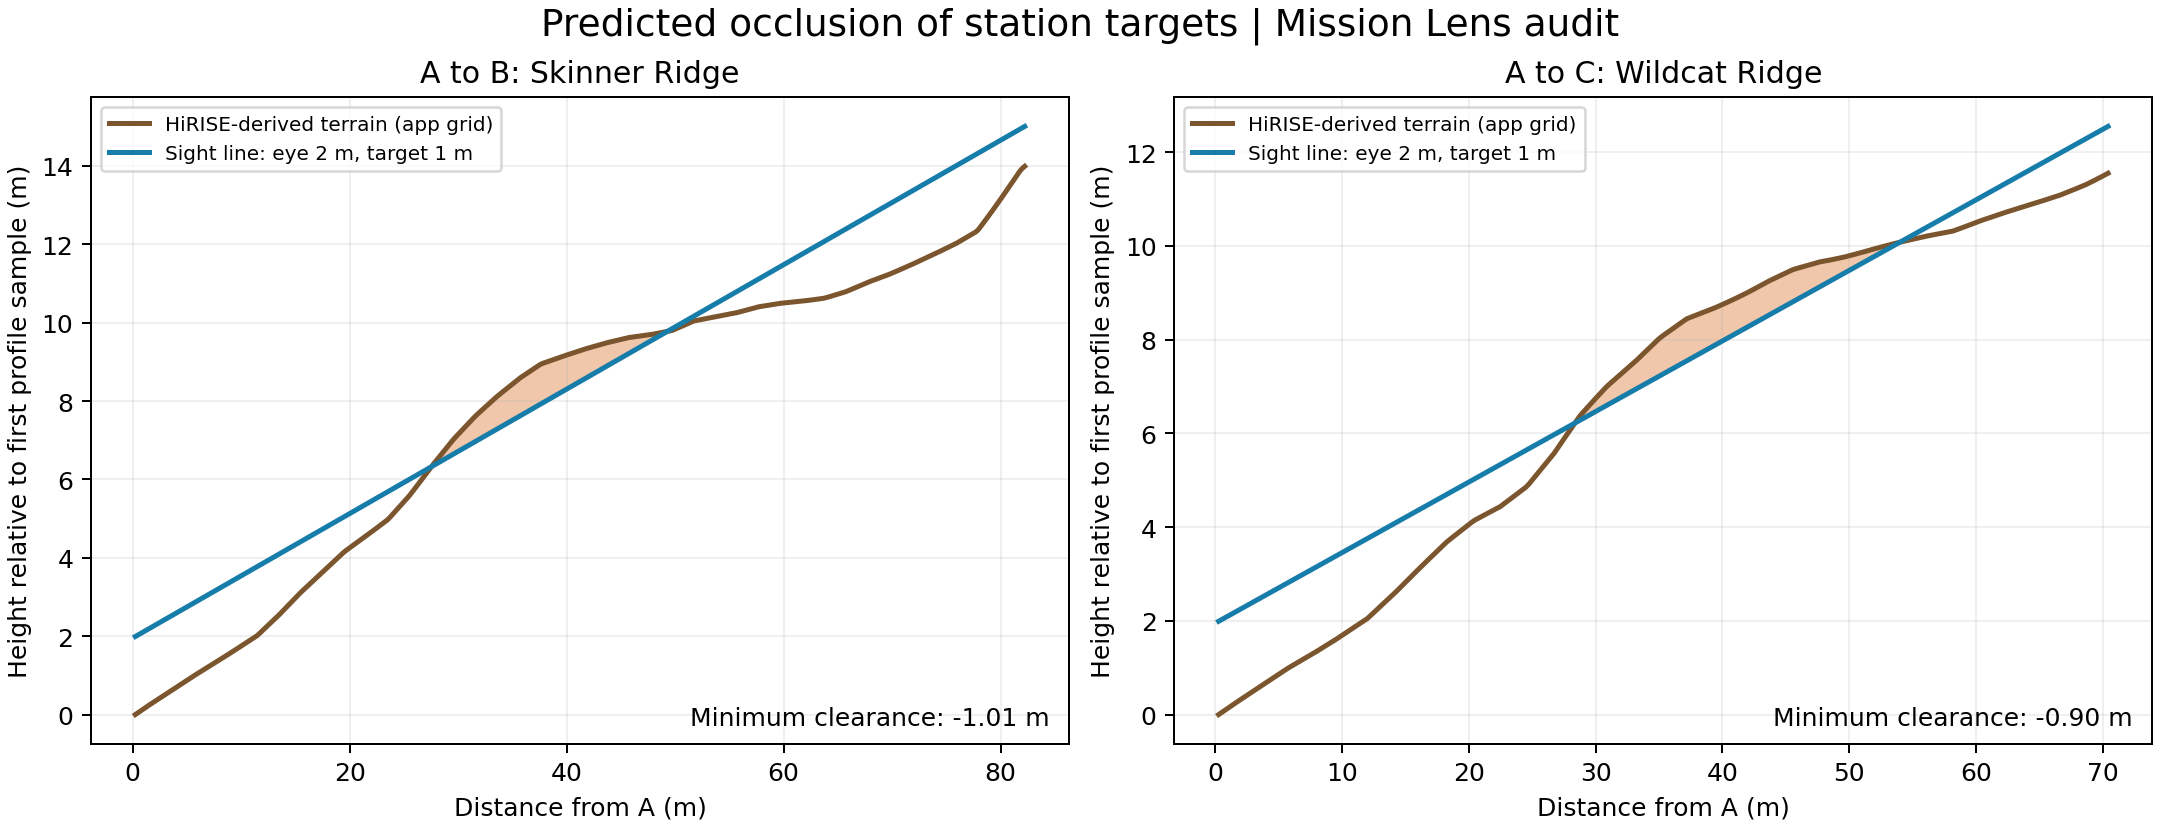 Predicted occlusion of station targets | Mission Lens audit
A to B: Skinner Ridge
HiRISE-derived terrain (app grid)
Sight line: eye 2 m, target 1 m
Height relative to first profile sample (m)
14
12
10
8
6
4
2
0
Minimum clearance: -1.01 m
0 20 40 60 80
Distance from A (m)
A to C: Wildcat Ridge
HiRISE-derived terrain (app grid)
Sight line: eye 2 m, target 1 m
Height relative to first profile sample (m)
12
10
8
6
4
2
0
Minimum clearance: -0.90 m
0 10 20 30 40 50 60 70
Distance from A (m)